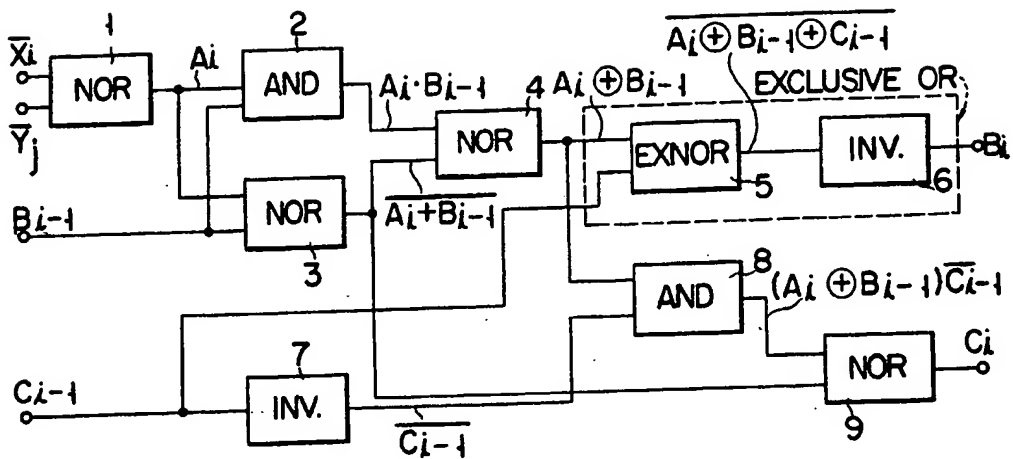 1
2
X̅i
NOR
Ai
AND
Y̅j
Ai·Bi-1
4
Ai⊕Bi-1
NOR
A̅i̅⊕̅B̅i̅-̅1̅⊕̅C̅i̅-̅1̅
EXCLUSIVE OR
EXNOR
5
INV.
6
Bi
Bi-1
NOR
3
A̅i̅+̅B̅i̅-̅1̅
8
AND
(Ai⊕Bi-1)C̅i̅-̅1̅
Ci-1
7
INV.
C̅i̅-̅1̅
NOR
9
Ci